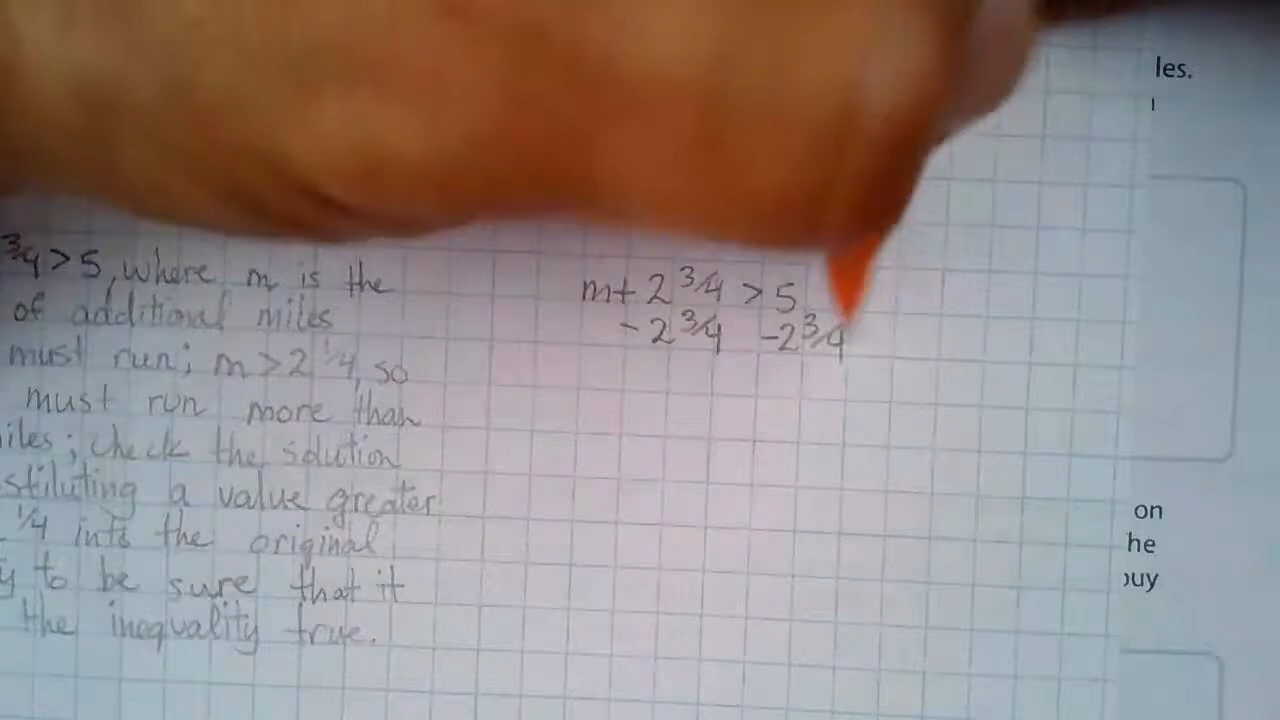 les.
3/4 > 5, where m is the
of additional miles
must run; m > 2 1/4, so
must run more than
iles; check the solution
stituting a value greater
1/4 into the original
y to be sure that it
the inequality true.
m + 2 3/4 > 5
- 2 3/4 - 2 3/4
on
he
ouy